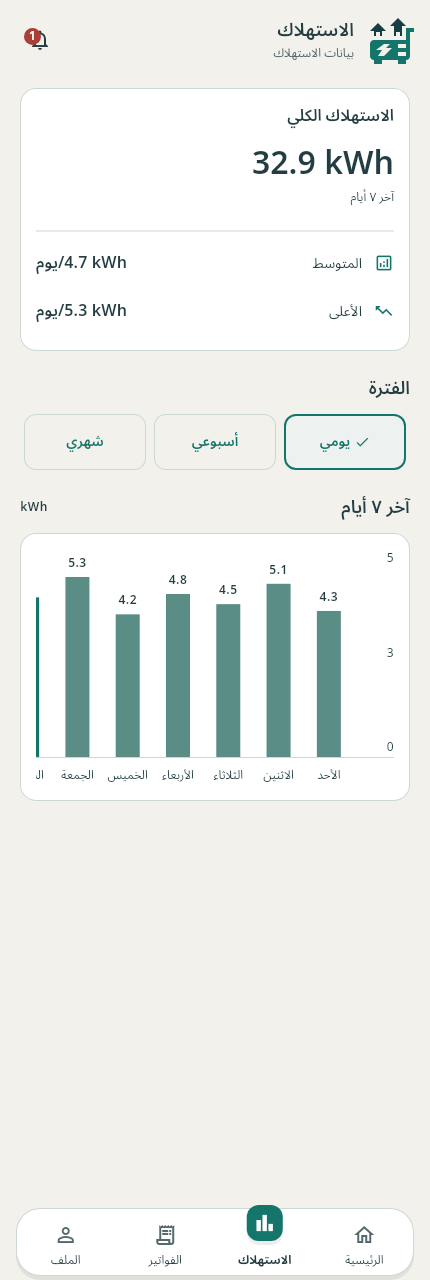 الاستهلاك
بيانات الاستهلاك
1
الاستهلاك الكلي
32.9 kWh
آخر ٧ أيام
المتوسط
4.7 kWh/يوم
الأعلى
5.3 kWh/يوم
الفترة
يومي
أسبوعي
شهري
آخر ٧ أيام
kWh
5
3
0
4.3
5.1
4.5
4.8
4.2
5.3
الأحد
الاثنين
الثلاثاء
الأربعاء
الخميس
الجمعة
الرئيسية
الاستهلاك
الفواتير
الملف